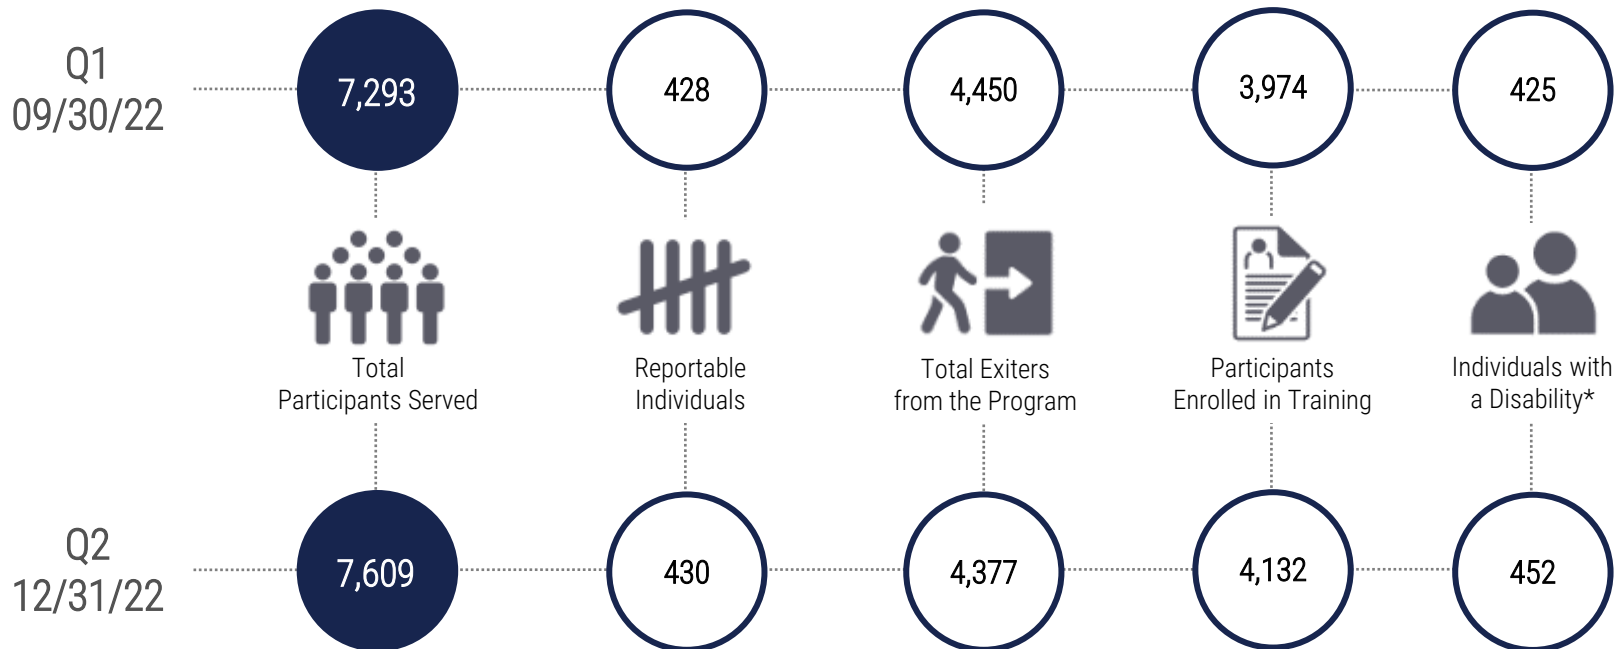 Q1
09/30/22
7,293
428
4,450
3,974
425
Total
Participants Served
Reportable
Individuals
Total Exiters
from the Program
Participants
Enrolled in Training
Individuals with
a Disability*
Q2
12/31/22
7,609
430
4,377
4,132
452